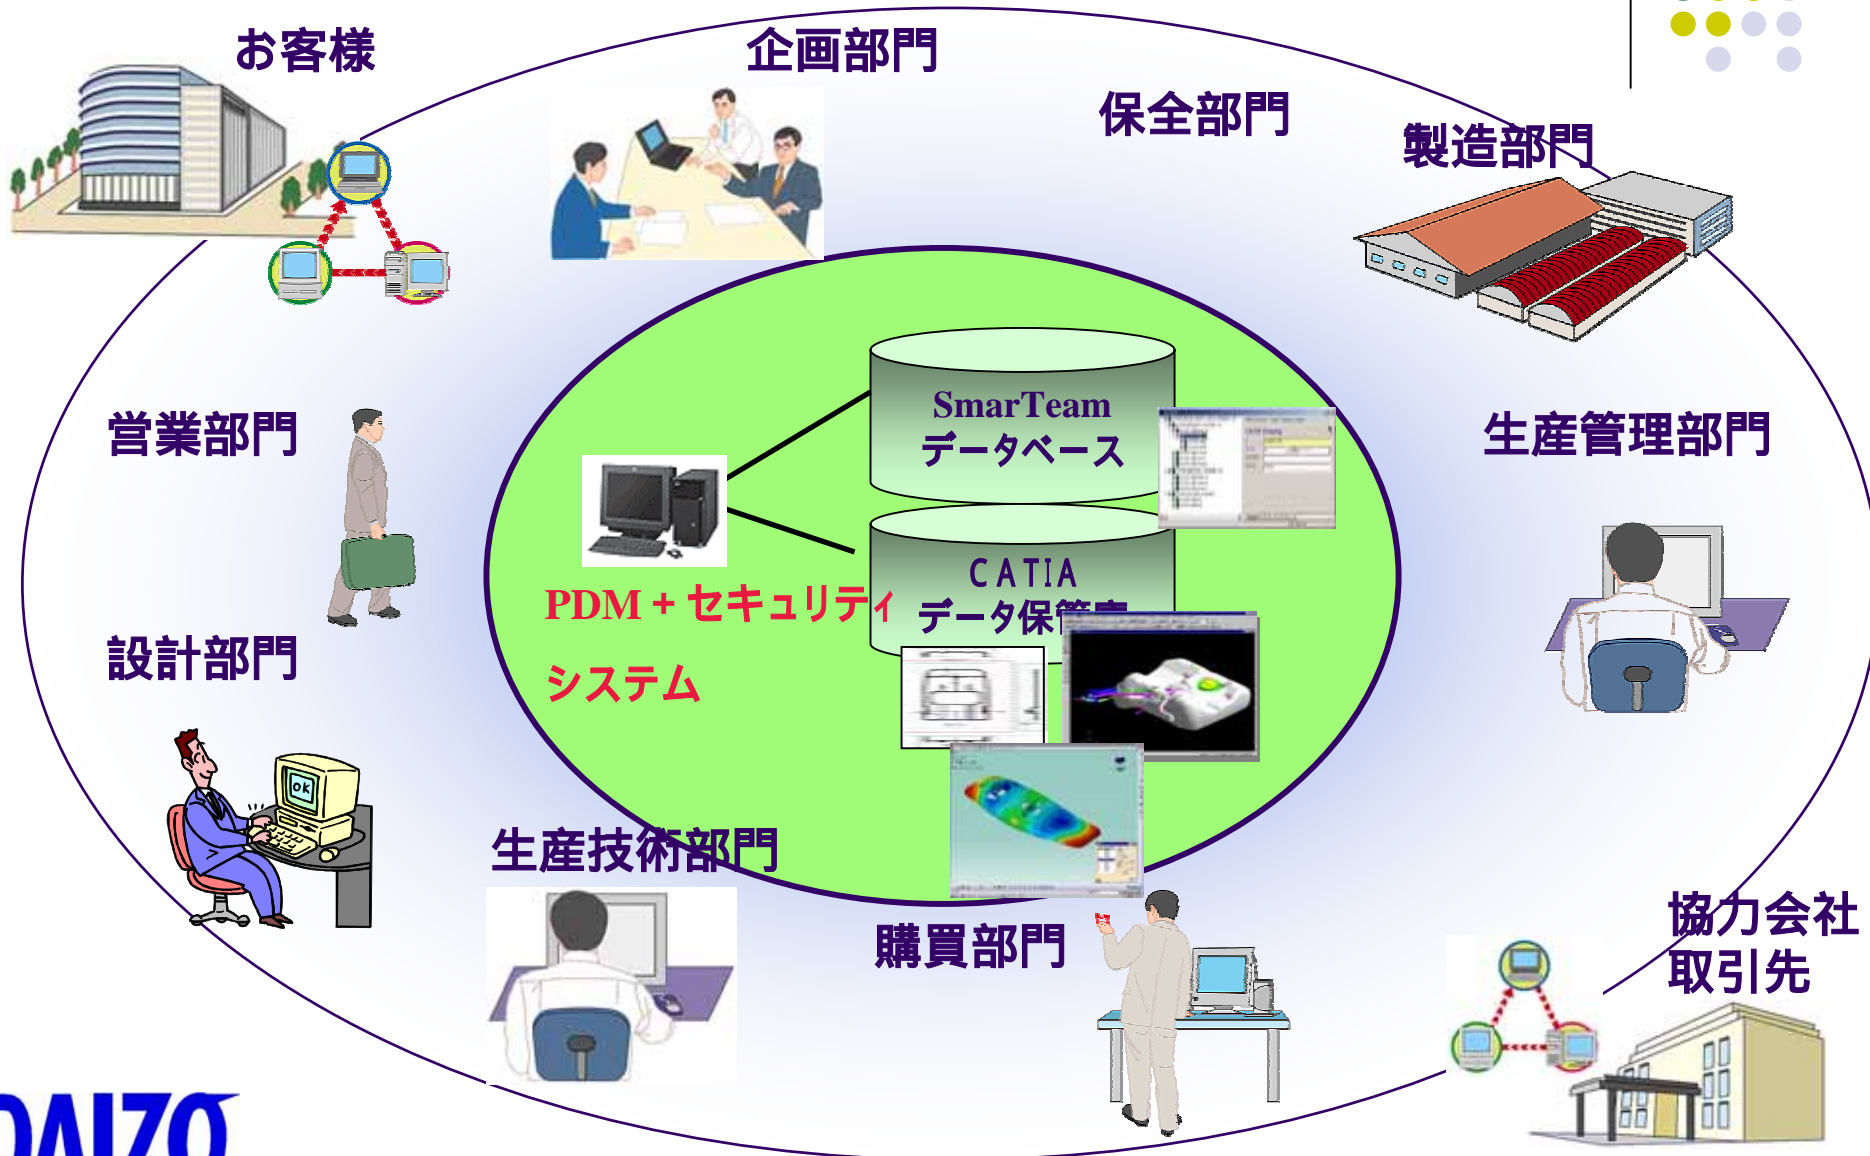 お客様
企画部門
保全部門
製造部門
営業部門
SmarTeam
データベース
生産管理部門
CATIA
データ保管庫
PDM + セキュリティ
システム
設計部門
OK
生産技術部門
購買部門
協力会社
取引先
DAIZO